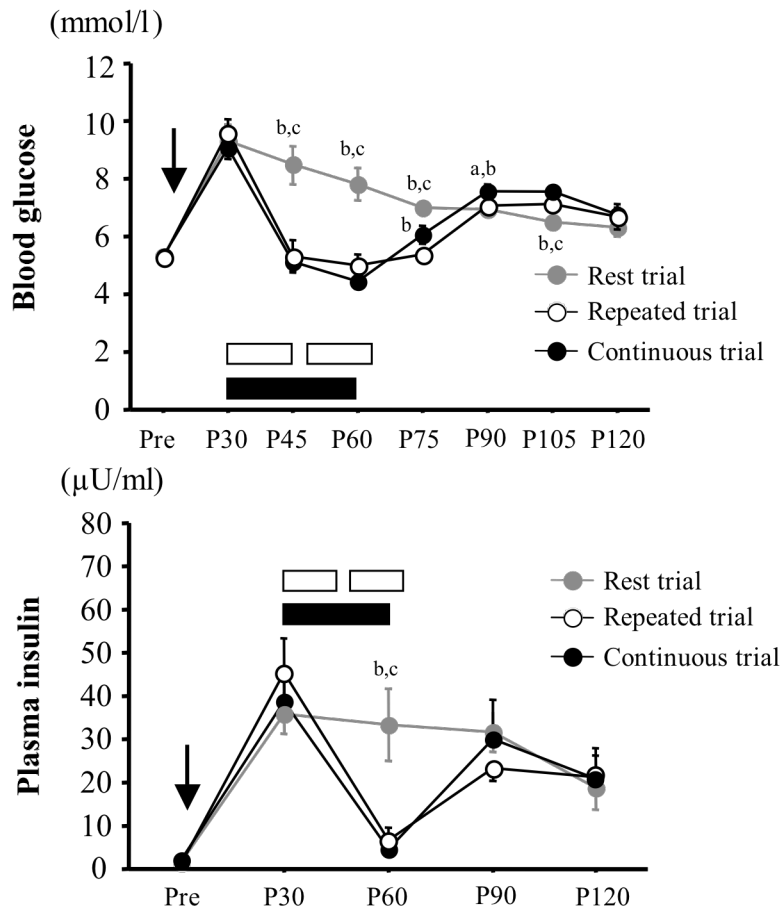 (mmol/l)
Blood glucose
12
10
8
6
4
2
0
b,c
b,c
b,c
b
a,b
b,c
Rest trial
Repeated trial
Continuous trial
Pre P30 P45 P60 P75 P90 P105 P120
(µU/ml)
Plasma insulin
80
70
60
50
40
30
20
10
0
b,c
Rest trial
Repeated trial
Continuous trial
Pre P30 P60 P90 P120